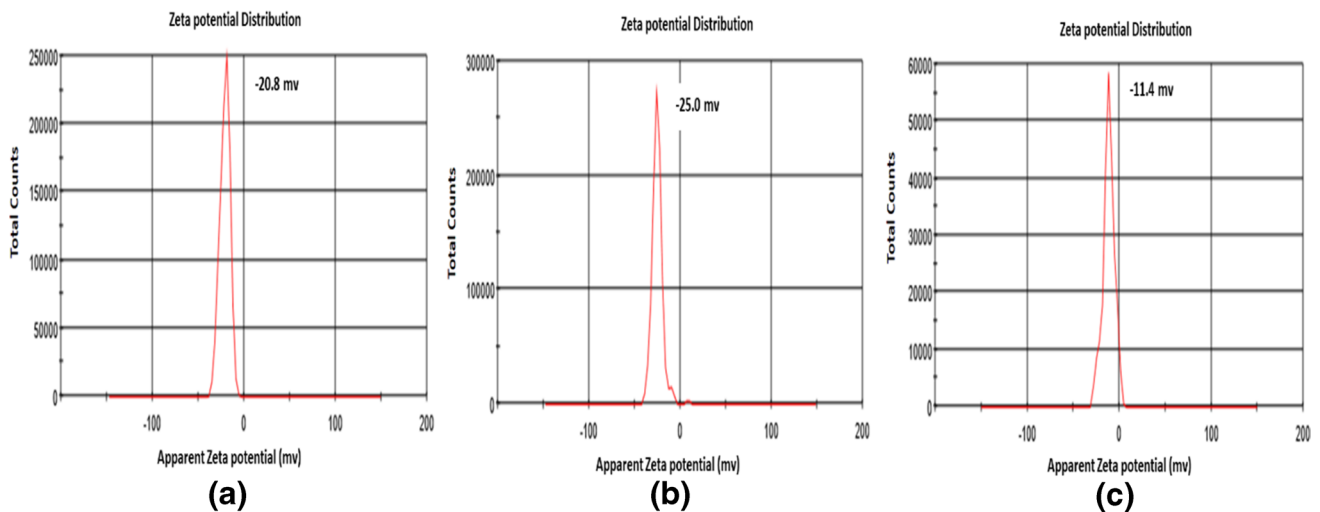 Zeta potential Distribution
250000
200000
150000
100000
50000
0
-20.8 mv
Total Counts
-100
0
100
200
Apparent Zeta potential (mv)
(a)
Zeta potential Distribution
300000
200000
100000
0
-25.0 mv
Total Counts
-100
0
100
200
Apparent Zeta potential (mv)
(b)
Zeta potential Distribution
60000
50000
40000
30000
20000
10000
0
-11.4 mv
Total Counts
-100
0
100
200
Apparent Zeta potential (mv)
(c)